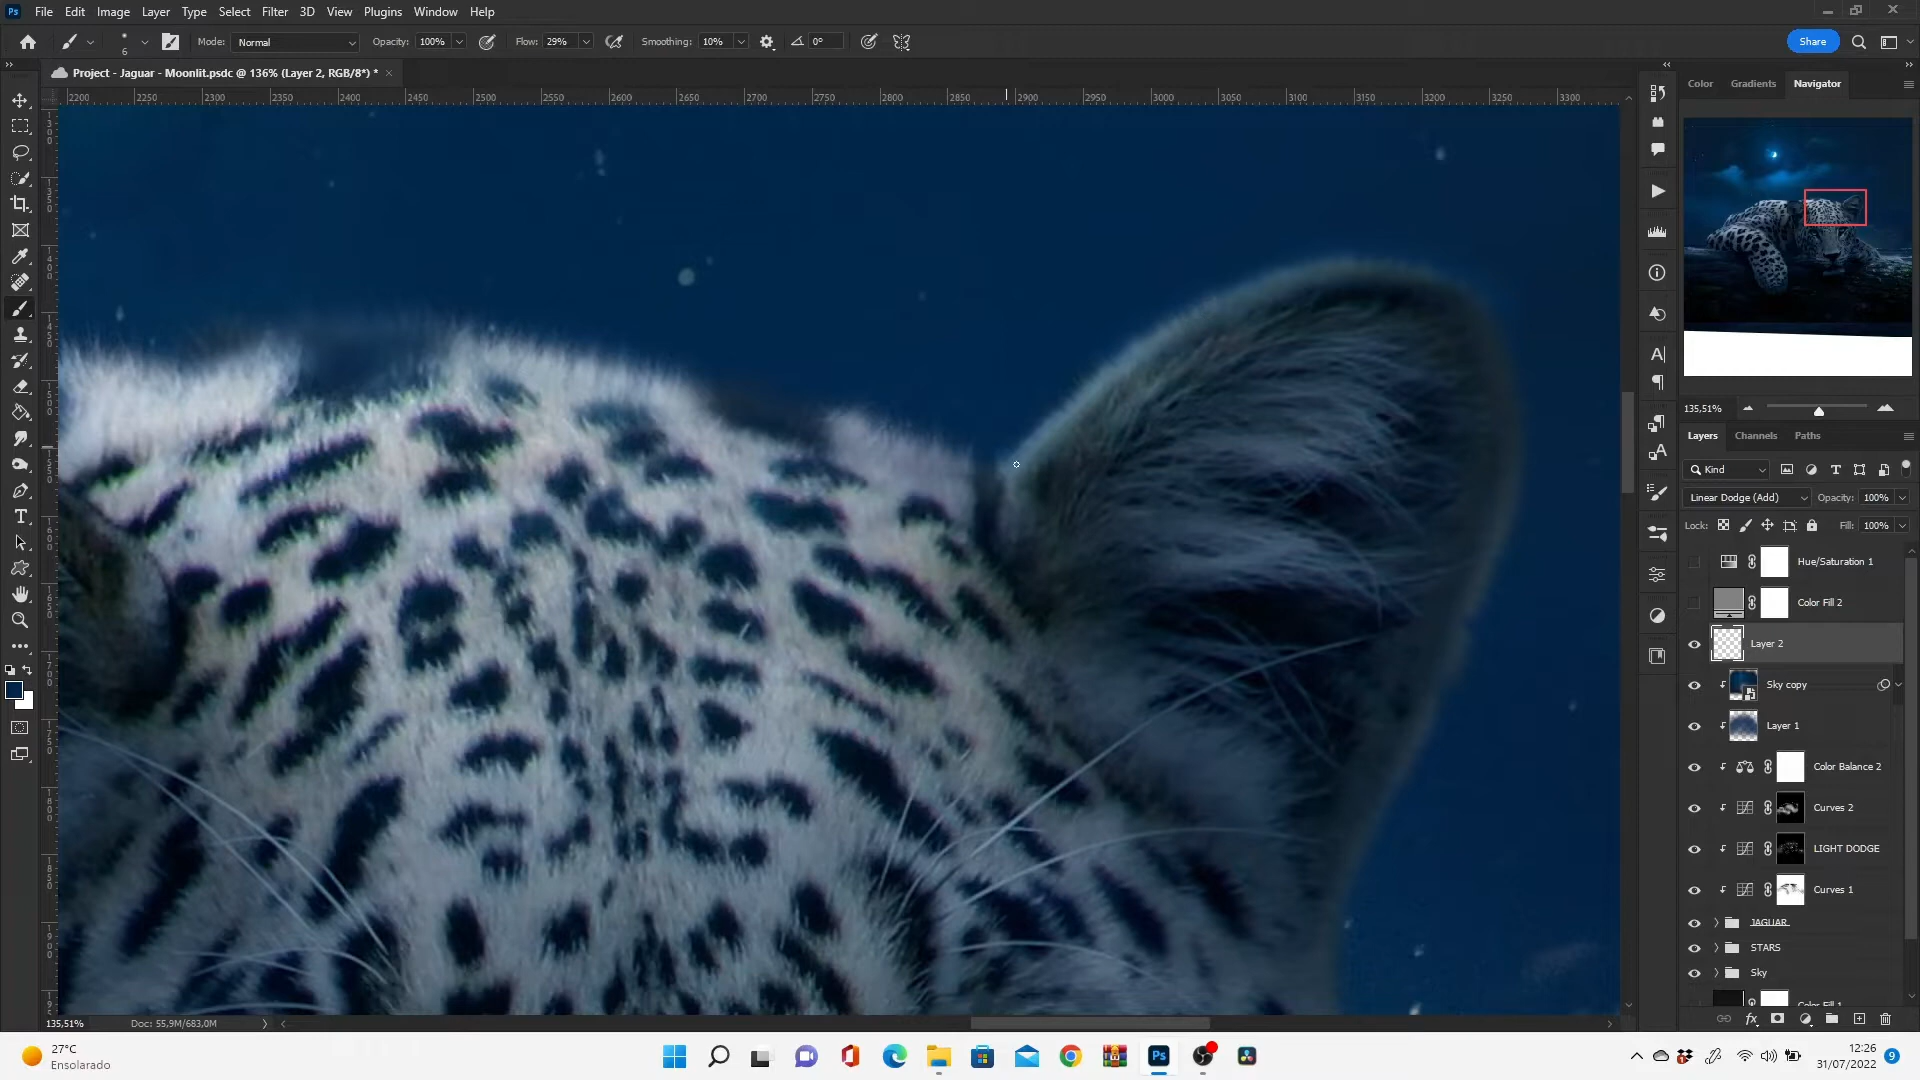 Ps File Edit Image Layer Type Select Filter 3D View Plugins Window Help
6 Mode: Normal Opacity: 100% Flow: 29% Smoothing: 10% 0° Share
Project - Jaguar - Moonlit.psdc @ 136% (Layer 2, RGB/8*) * ×
Color Gradients Navigator
2200 2250 2300 2350 2400 2450 2500 2550 2600 2650 2700 2750 2800 2850 2900 2950 3000 3050 3100 3150 3200 3250 3300
135,51%
Layers Channels Paths
Kind
Linear Dodge (Add) Opacity: 100%
Lock: Fill: 100%
Hue/Saturation 1
Color Fill 2
Layer 2
Sky copy
Layer 1
Color Balance 2
Curves 2
LIGHT DODGE
Curves 1
JAGUAR
STARS
Sky
Color Fill 1
135,51% Doc: 55,9M/683,0M
27°C
Ensolarado
12:26
31/07/2022
9